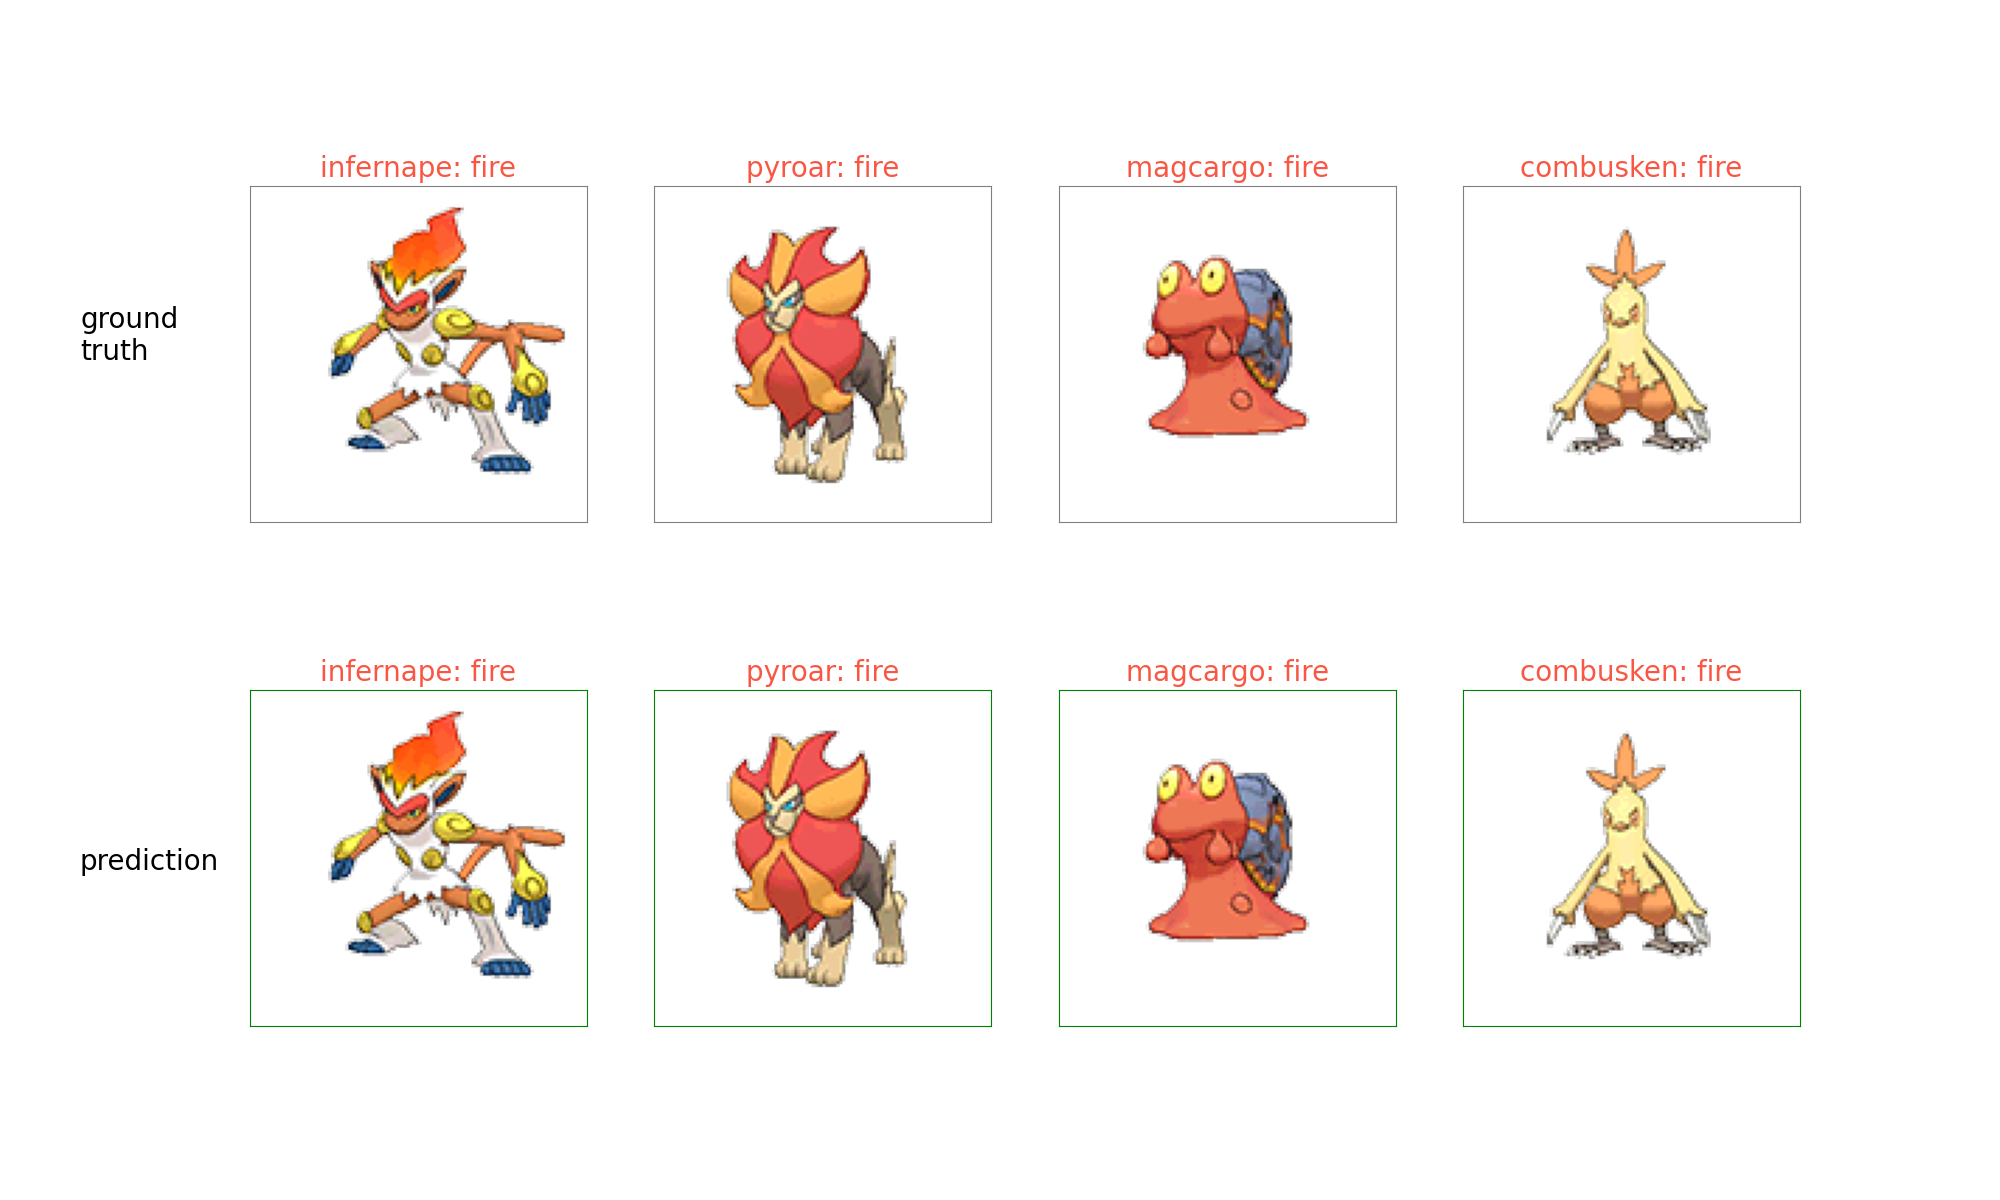 infernape: fire
pyroar: fire
magcargo: fire
combusken: fire
ground
truth
infernape: fire
pyroar: fire
magcargo: fire
combusken: fire
prediction